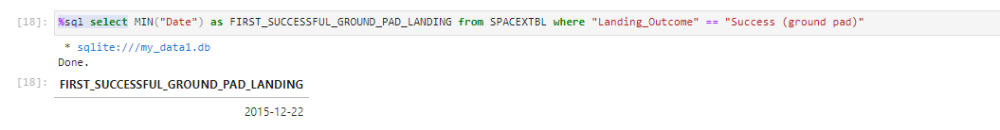 [18]: %sql select MIN("Date") as FIRST_SUCCESSFUL_GROUND_PAD_LANDING from SPACEXTBL where "Landing_Outcome" == "Success (ground pad)"
* sqlite:///my_data1.db
Done.
[18]: FIRST_SUCCESSFUL_GROUND_PAD_LANDING
2015-12-22